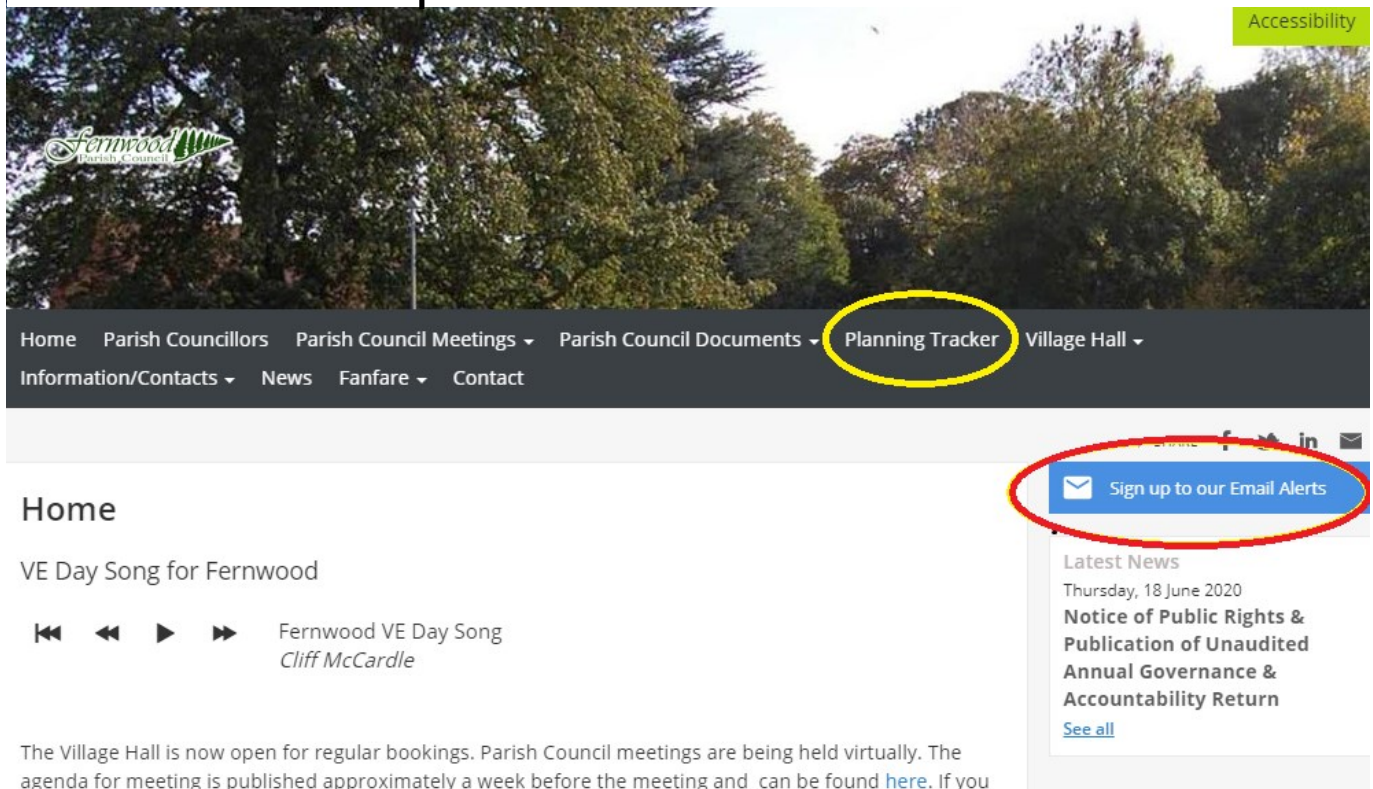 Accessibility
fernwood
Parish Council
Home Parish Councillors Parish Council Meetings Parish Council Documents Planning Tracker Village Hall
Information/Contacts News Fanfare Contact
SHARE
Sign up to our Email Alerts
Home
VE Day Song for Fernwood
Fernwood VE Day Song
Cliff McCardle
The Village Hall is now open for regular bookings. Parish Council meetings are being held virtually. The
agenda for meeting is published approximately a week before the meeting and can be found here. If you
Latest News
Thursday, 18 June 2020
Notice of Public Rights &
Publication of Unaudited
Annual Governance &
Accountability Return
See all